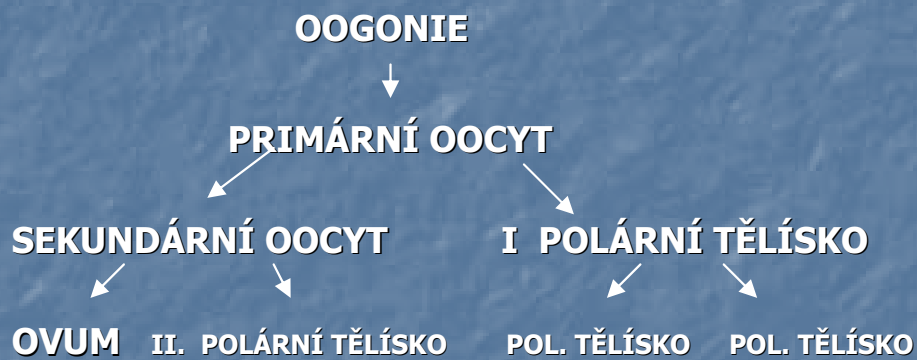 OOGONIE
PRIMÁRNÍ OOCYT
SEKUNDÁRNÍ OOCYT I POLÁRNÍ TĚLÍSKO
OVUM II. POLÁRNÍ TĚLÍSKO POL. TĚLÍSKO POL. TĚLÍSKO